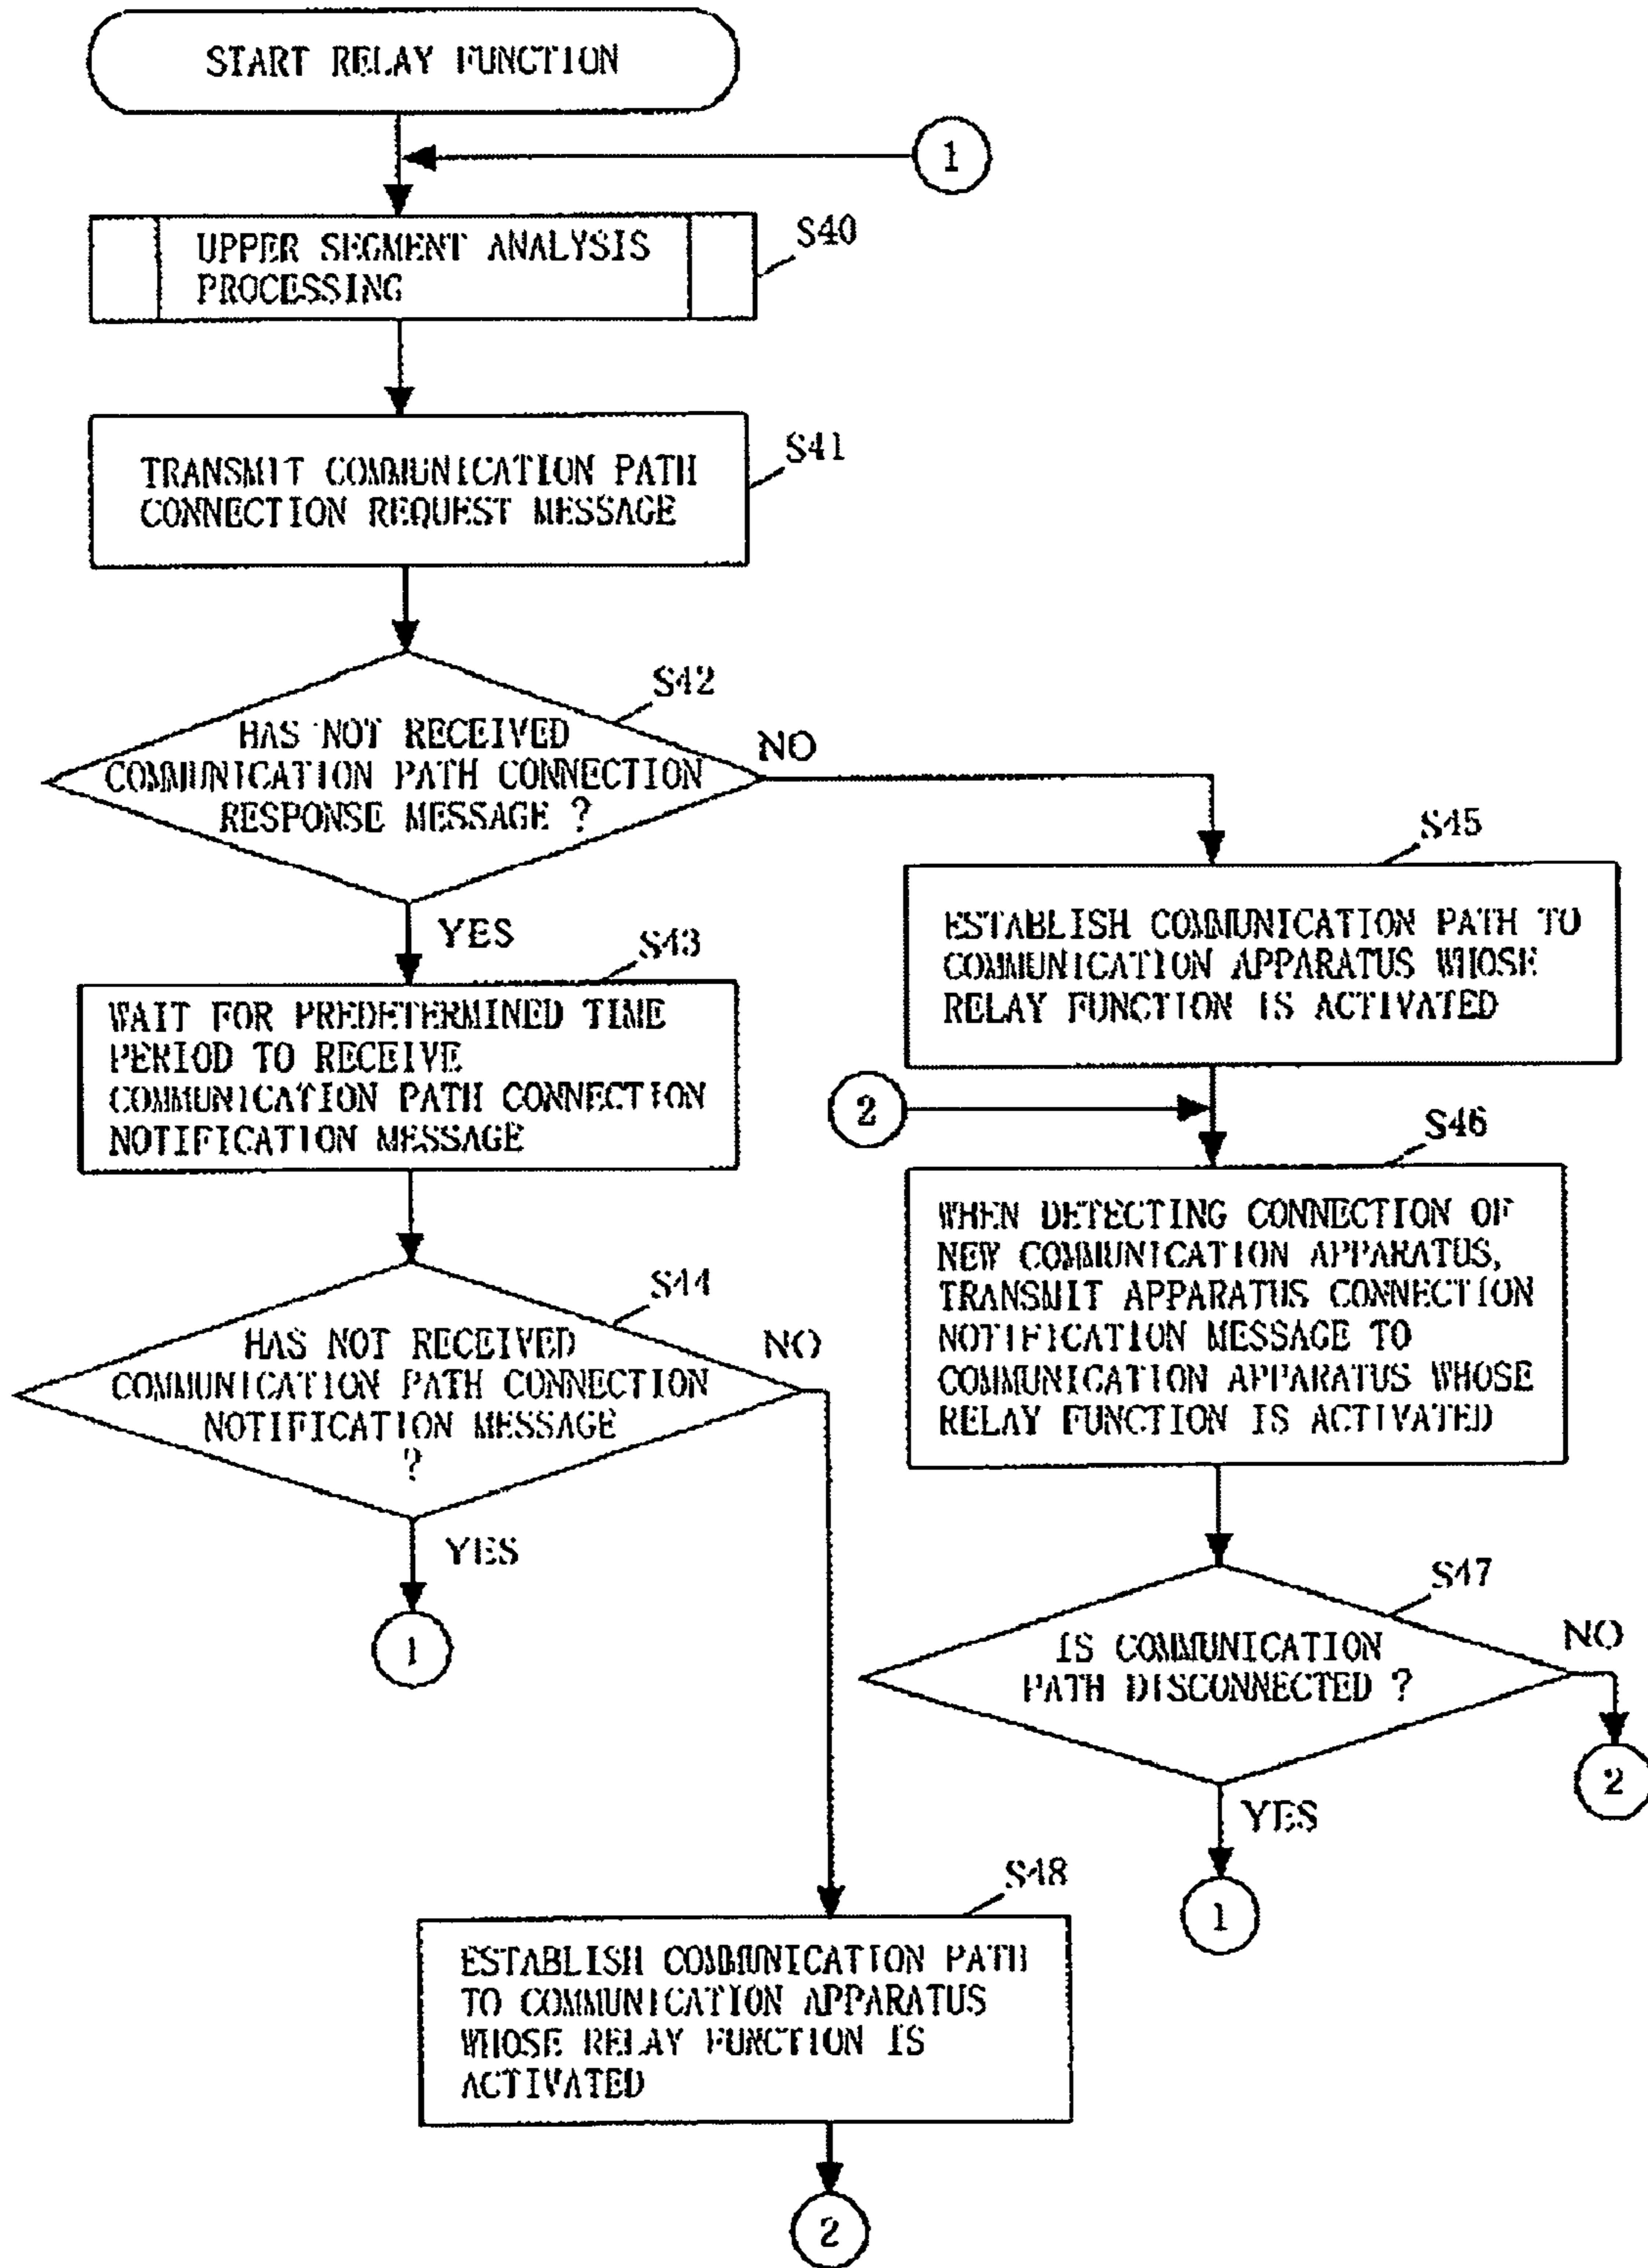 START RELAY FUNCTION
1
UPPER SEGMENT ANALYSIS
PROCESSING
S40
TRANSMIT COMMUNICATION PATH
CONNECTION REQUEST MESSAGE
S41
HAS NOT RECEIVED
COMMUNICATION PATH CONNECTION
RESPONSE MESSAGE ?
S42
NO
YES
S45
ESTABLISH COMMUNICATION PATH TO
COMMUNICATION APPARATUS WHOSE
RELAY FUNCTION IS ACTIVATED
S43
WAIT FOR PREDETERMINED TIME
PERIOD TO RECEIVE
COMMUNICATION PATH CONNECTION
NOTIFICATION MESSAGE
2
S46
WHEN DETECTING CONNECTION OF
NEW COMMUNICATION APPARATUS,
TRANSMIT APPARATUS CONNECTION
NOTIFICATION MESSAGE TO
COMMUNICATION APPARATUS WHOSE
RELAY FUNCTION IS ACTIVATED
S44
HAS NOT RECEIVED
COMMUNICATION PATH CONNECTION
NOTIFICATION MESSAGE
?
NO
YES
1
S47
IS COMMUNICATION
PATH DISCONNECTED ?
NO
2
YES
1
S48
ESTABLISH COMMUNICATION PATH
TO COMMUNICATION APPARATUS
WHOSE RELAY FUNCTION IS
ACTIVATED
2